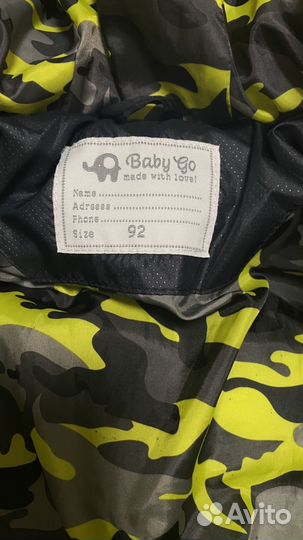 Baby Go
made with love!
Name
Adress
Phone
Size 92
Avito